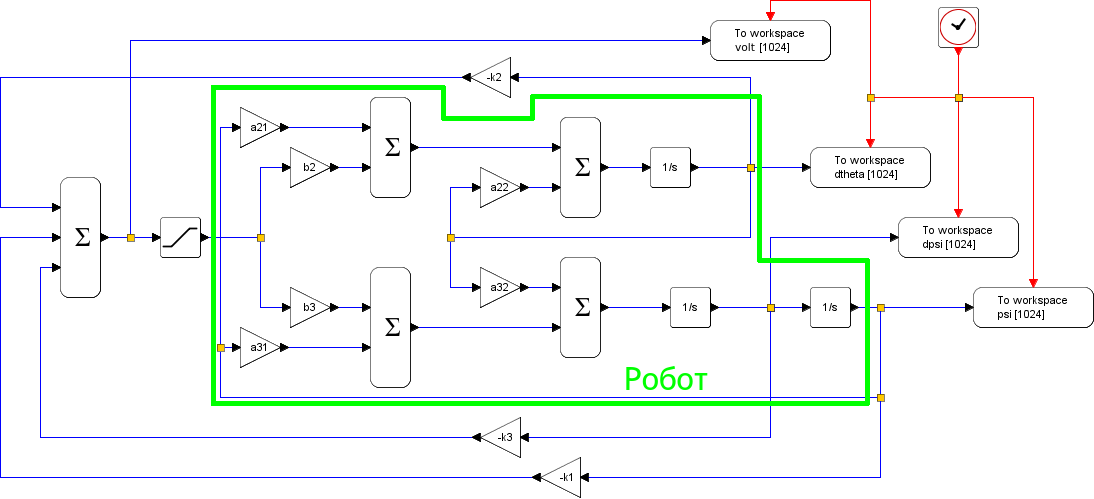 To workspace
volt [1024]
-k2
a21
Σ
b2
Σ
a22
1/s
To workspace
dtheta [1024]
Σ
To workspace
dpsi [1024]
a32
Σ
b3
Σ
1/s
1/s
To workspace
psi [1024]
a31
Робот
-k3
-k1